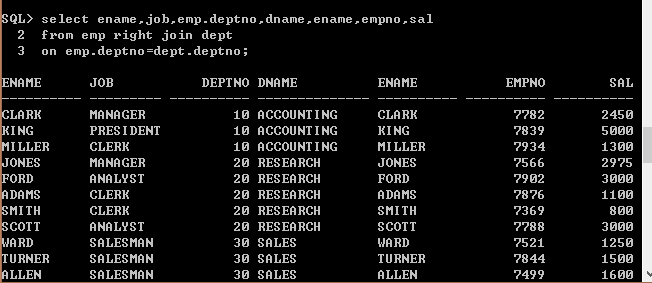 SQL> select ename,job,emp.deptno,dname,ename,empno,sal
2 from emp right join dept
3 on emp.deptno=dept.deptno;
ENAME JOB DEPTNO DNAME ENAME EMPNO SAL
---------- --------- ---------- -------------- ---------- ---------- ----------
CLARK MANAGER 10 ACCOUNTING CLARK 7782 2450
KING PRESIDENT 10 ACCOUNTING KING 7839 5000
MILLER CLERK 10 ACCOUNTING MILLER 7934 1300
JONES MANAGER 20 RESEARCH JONES 7566 2975
FORD ANALYST 20 RESEARCH FORD 7902 3000
ADAMS CLERK 20 RESEARCH ADAMS 7876 1100
SMITH CLERK 20 RESEARCH SMITH 7369 800
SCOTT ANALYST 20 RESEARCH SCOTT 7788 3000
WARD SALESMAN 30 SALES WARD 7521 1250
TURNER SALESMAN 30 SALES TURNER 7844 1500
ALLEN SALESMAN 30 SALES ALLEN 7499 1600